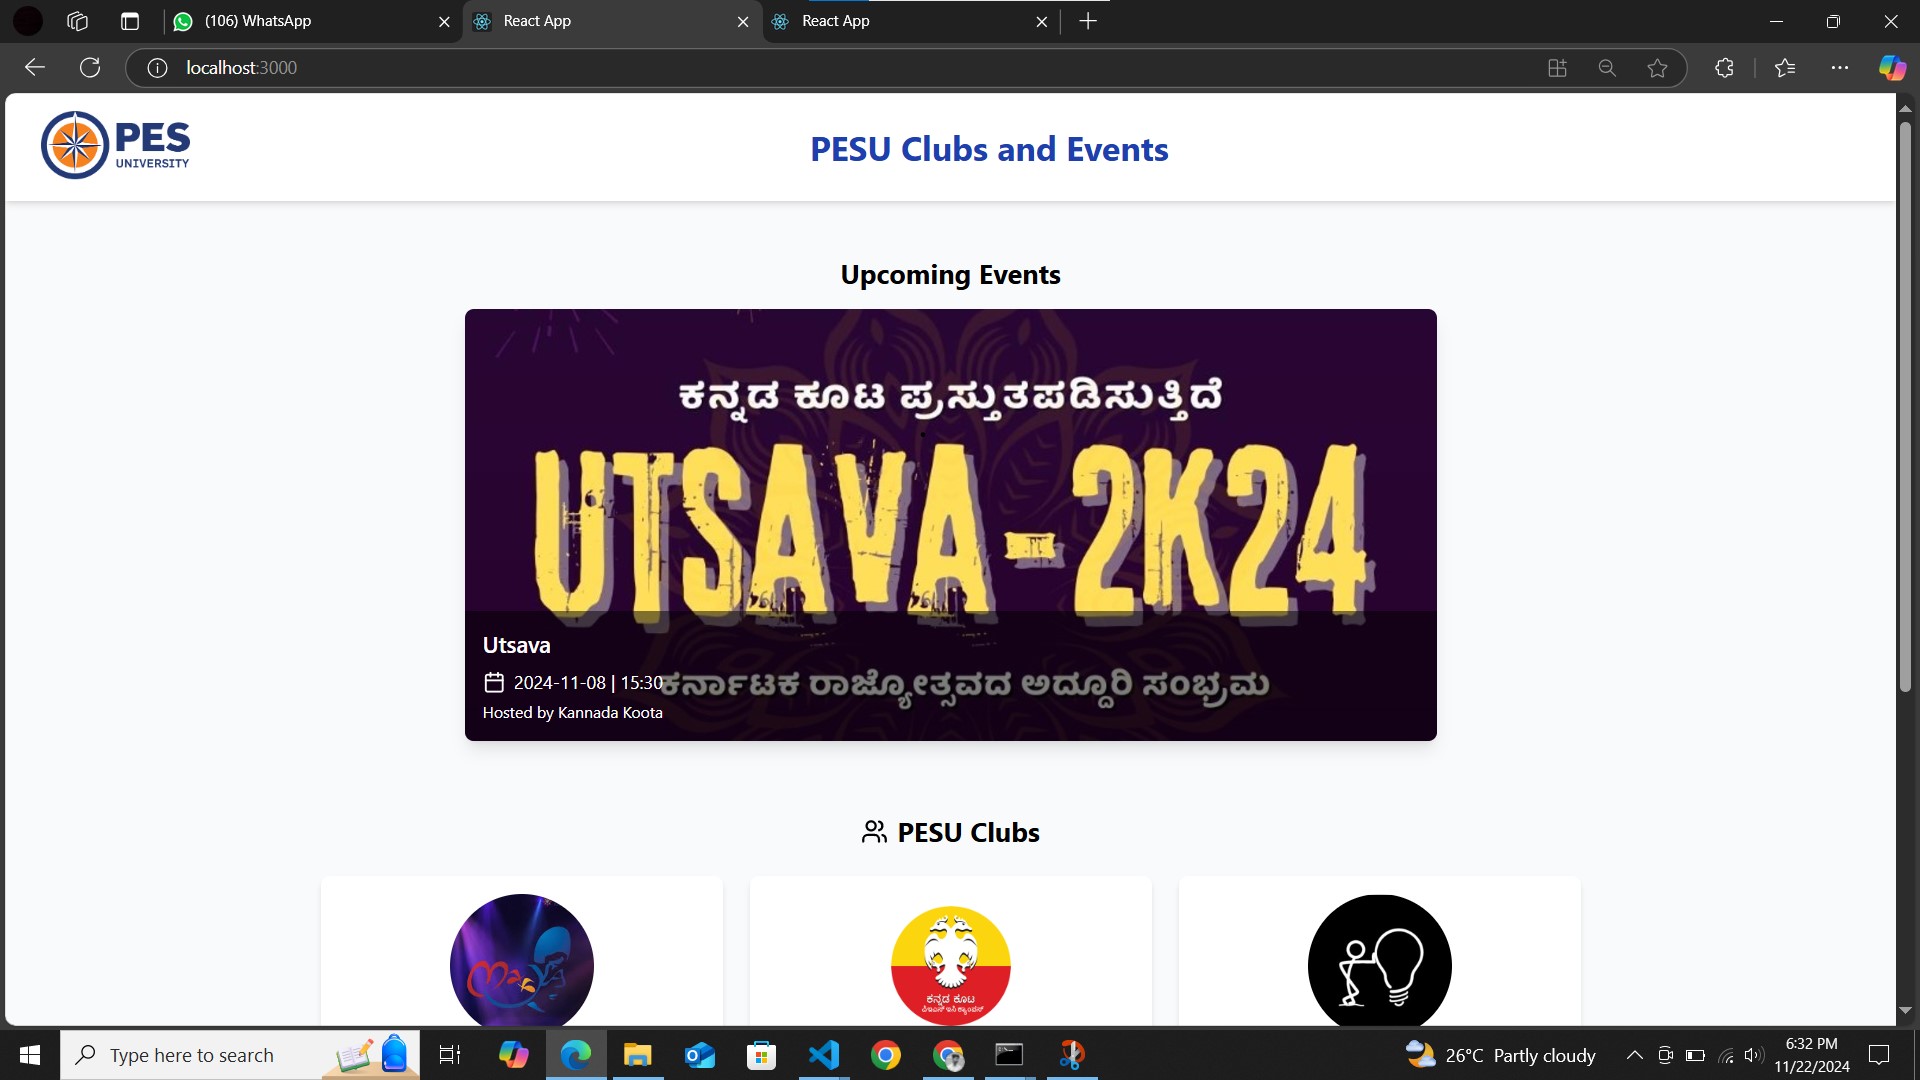 (106) WhatsApp
React App
React App
localhost:3000
PES
UNIVERSITY
PESU Clubs and Events
Upcoming Events
ಕನ್ನಡ ಕೂಟ ಪ್ರಸ್ತುತಪಡಿಸುತ್ತಿದೆ
UTSAVA-2K24
Utsava
2024-11-08 | 15:30
ಕರ್ನಾಟಕ ರಾಜ್ಯೋತ್ಸವದ ಅದ್ದೂರಿ ಸಂಭ್ರಮ
Hosted by Kannada Koota
PESU Clubs
Maaya
ಕನ್ನಡ ಕೂಟ
Type here to search
26°C Partly cloudy
6:32 PM
11/22/2024